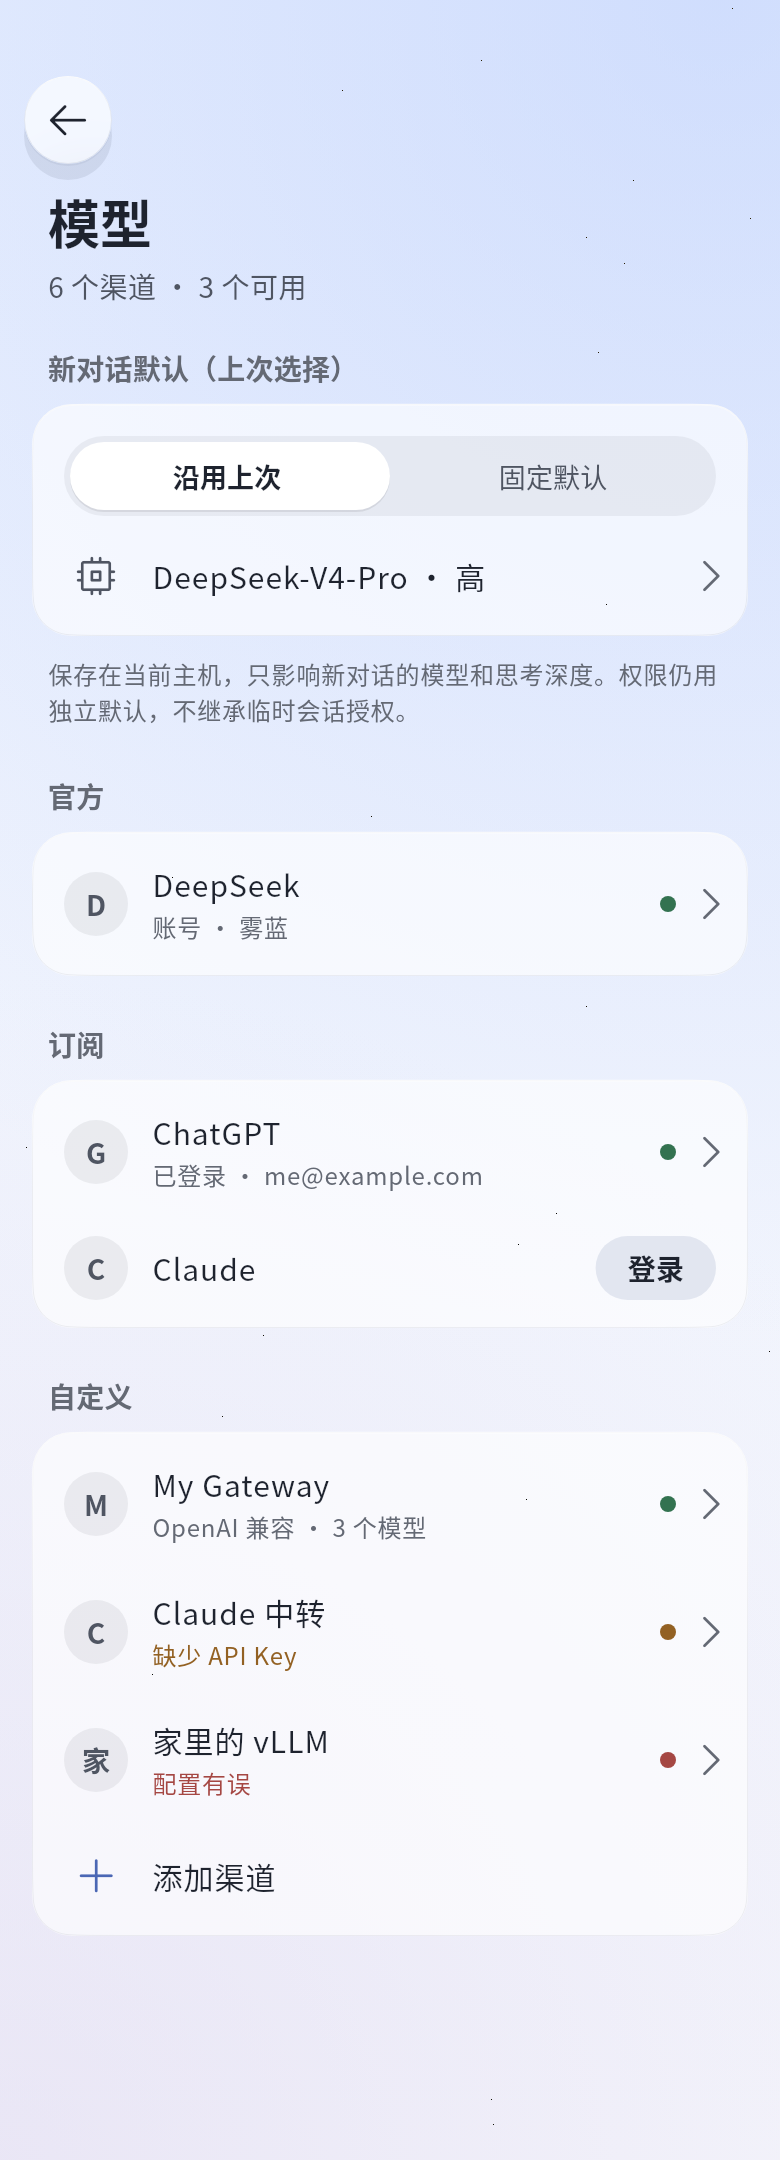 模型
6 个渠道 · 3 个可用
新对话默认（上次选择）
沿用上次
固定默认
DeepSeek-V4-Pro · 高
保存在当前主机，只影响新对话的模型和思考深度。权限仍用
独立默认，不继承临时会话授权。
官方
D
DeepSeek
账号 · 雾蓝
订阅
G
ChatGPT
已登录 · me@example.com
C
Claude
登录
自定义
M
My Gateway
OpenAI 兼容 · 3 个模型
C
Claude 中转
缺少 API Key
家
家里的 vLLM
配置有误
添加渠道